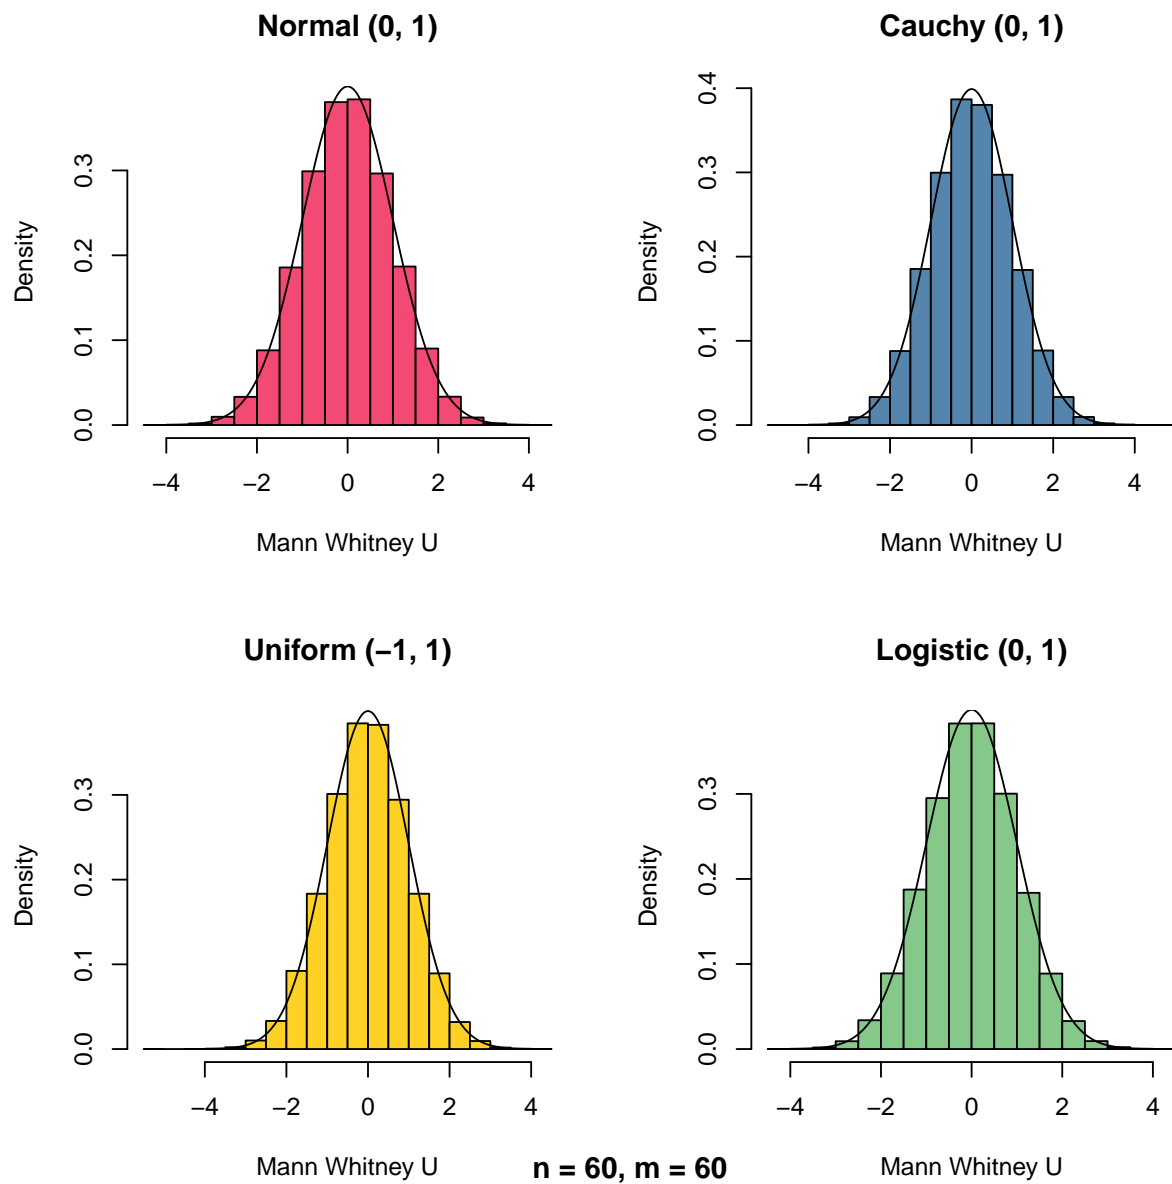 Normal (0, 1)
Density
0.0 0.1 0.2 0.3
−4 −2 0 2 4
Mann Whitney U
Cauchy (0, 1)
Density
0.0 0.1 0.2 0.3 0.4
−4 −2 0 2 4
Mann Whitney U
Uniform (−1, 1)
Density
0.0 0.1 0.2 0.3
−4 −2 0 2 4
Mann Whitney U
Logistic (0, 1)
Density
0.0 0.1 0.2 0.3
−4 −2 0 2 4
Mann Whitney U
n = 60, m = 60